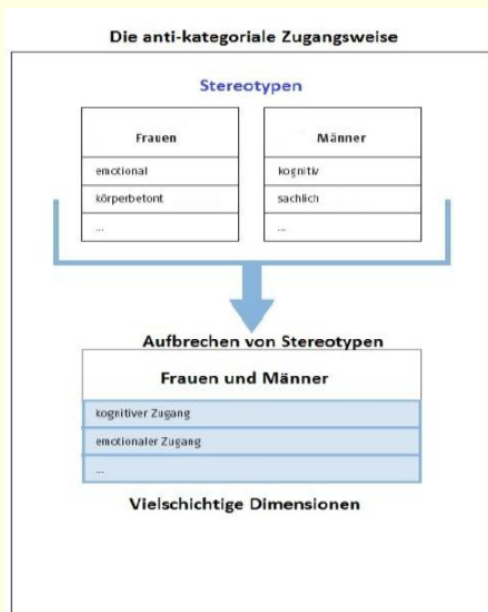 Die anti-kategoriale Zugangsweise
Stereotypen
Frauen
emotional
körperbetont
...
Männer
kognitiv
sachlich
...
Aufbrechen von Stereotypen
Frauen und Männer
kognitiver Zugang
emotionaler Zugang
...
Vielschichtige Dimensionen